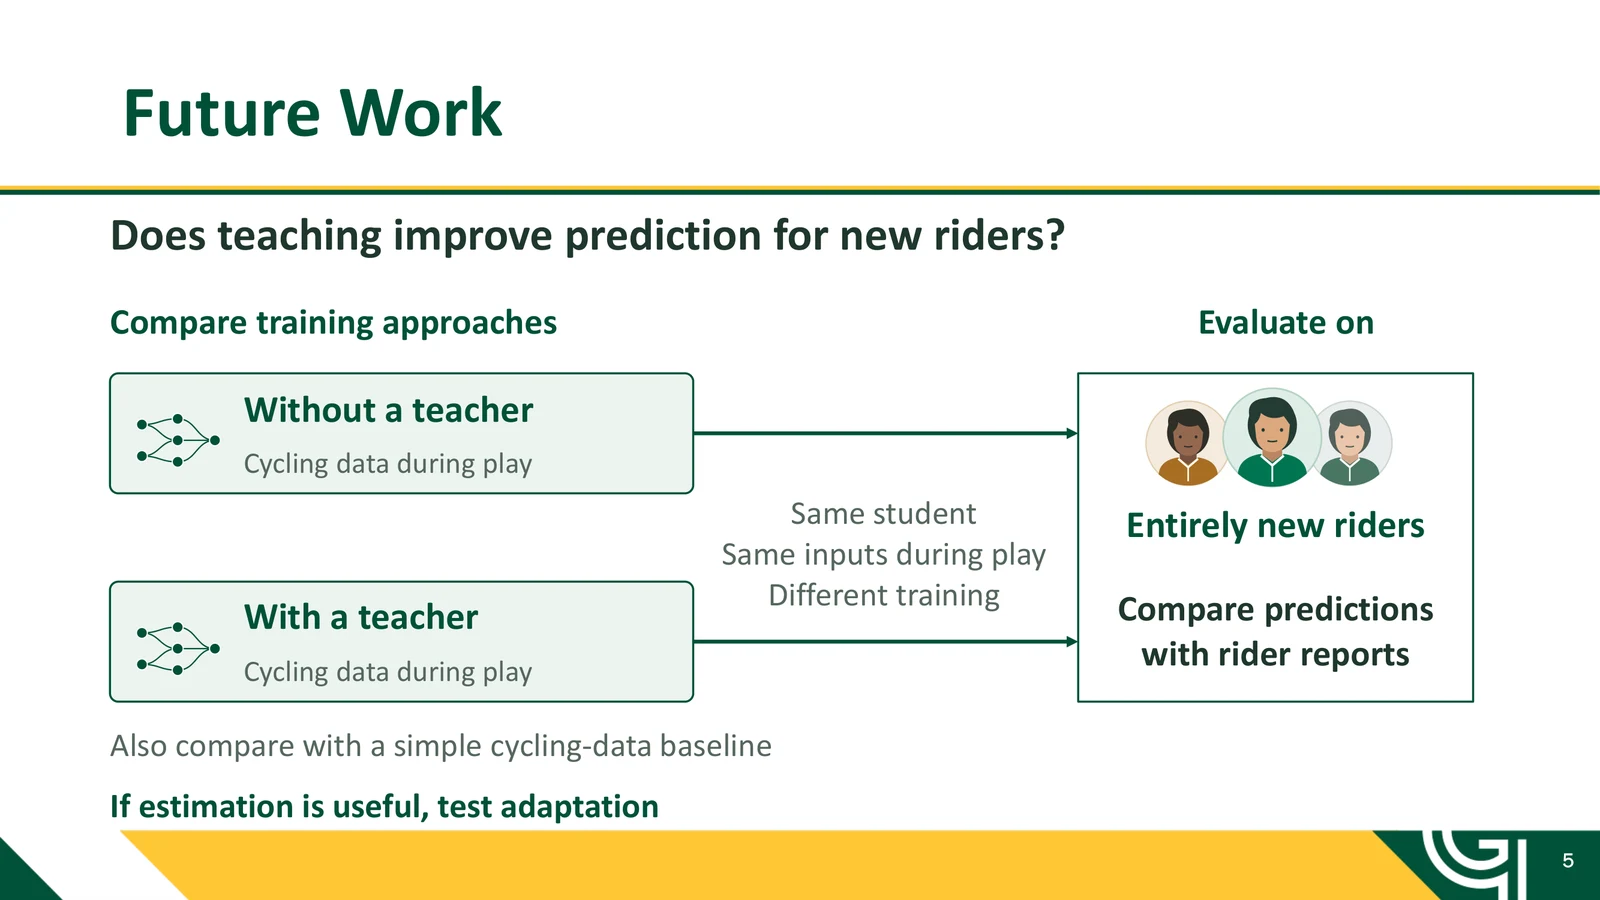 Future Work
Does teaching improve prediction for new riders?
Compare training approaches
Evaluate on
Without a teacher
Cycling data during play
Same student
Same inputs during play
Different training
With a teacher
Cycling data during play
Entirely new riders
Compare predictions
with rider reports
Also compare with a simple cycling-data baseline
If estimation is useful, test adaptation
5